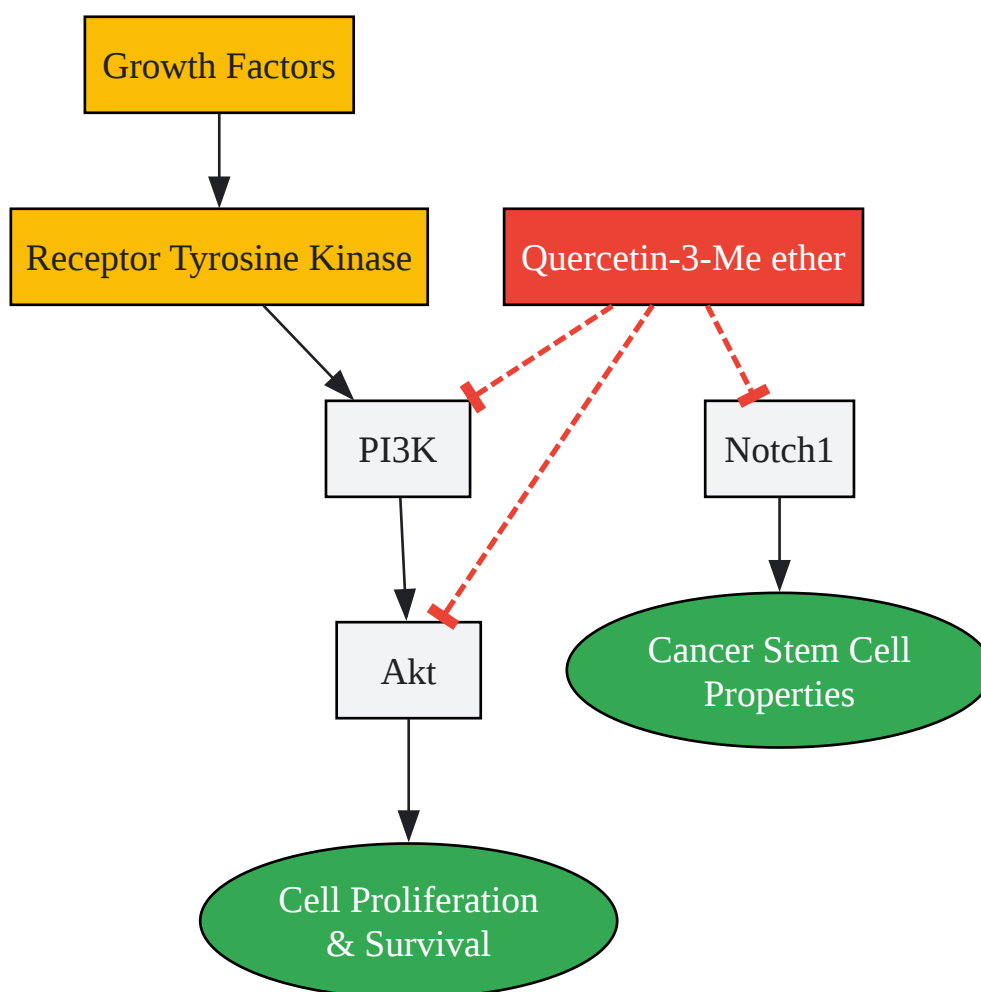 Growth Factors
Receptor Tyrosine Kinase
Quercetin-3-Me ether
PI3K
Notch1
Akt
Cancer Stem Cell
Properties
Cell Proliferation
& Survival